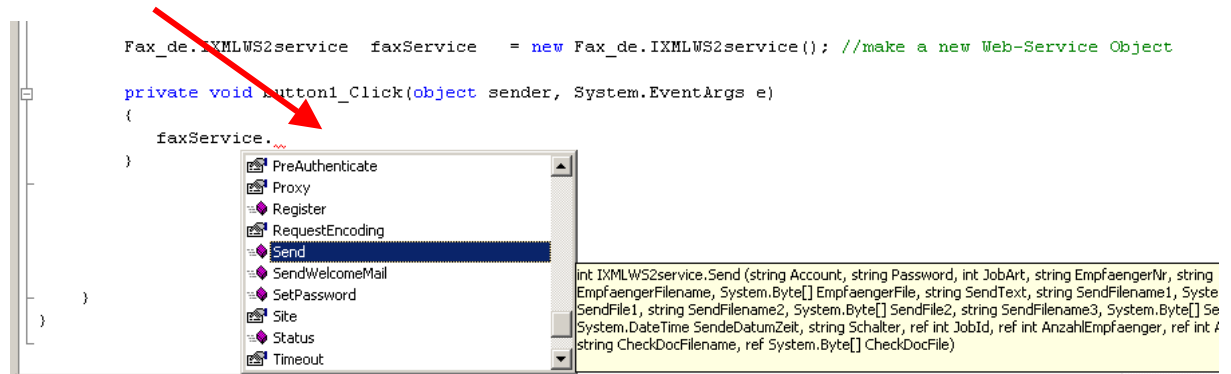 Fax_de.IXMLWS2service faxService = new Fax_de.IXMLWS2service(); //make a new Web-Service Object
private void button1_Click(object sender, System.EventArgs e)
{
faxService.
}
PreAuthenticate
Proxy
Register
RequestEncoding
Send
SendWelcomeMail
SetPassword
Site
Status
Timeout
int IXMLWS2service.Send (string Account, string Password, int JobArt, string EmpfaengerNr, string
EmpfaengerFilename, System.Byte[] EmpfaengerFile, string SendText, string SendFilename1, Syste
SendFile1, string SendFilename2, System.Byte[] SendFile2, string SendFilename3, System.Byte[] Se
System.DateTime SendeDatumZeit, string Schalter, ref int JobId, ref int AnzahlEmpfaenger, ref int A
string CheckDocFilename, ref System.Byte[] CheckDocFile)
}
}